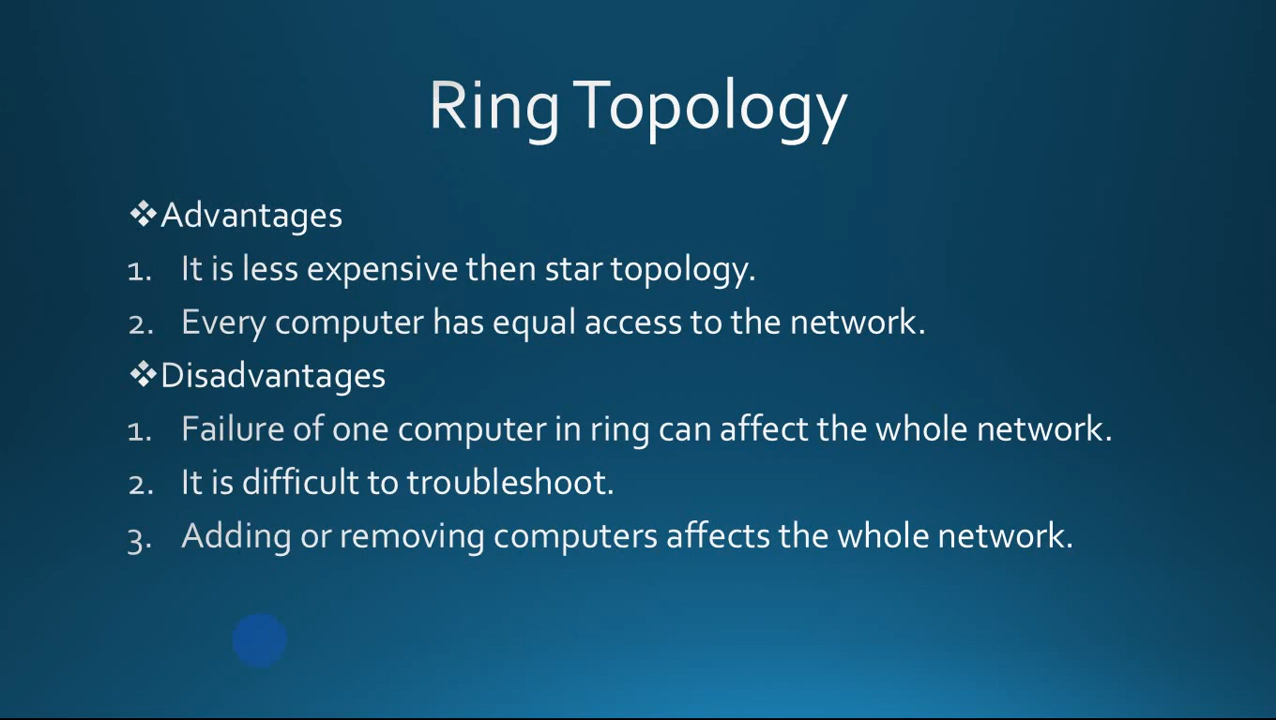 Ring Topology
❖Advantages
1. It is less expensive then star topology.
2. Every computer has equal access to the network.
❖Disadvantages
1. Failure of one computer in ring can affect the whole network.
2. It is difficult to troubleshoot.
3. Adding or removing computers affects the whole network.